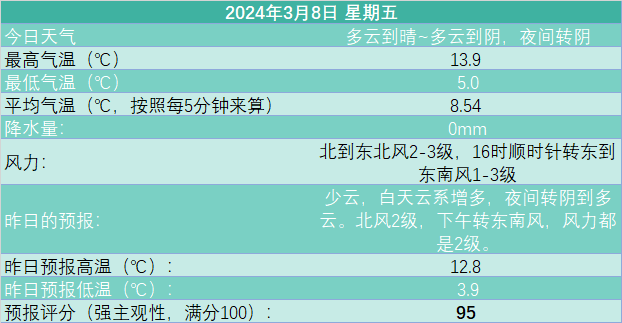 2024年3月8日 星期五
今日天气 多云到晴~多云到阴，夜间转阴
最高气温（℃） 13.9
最低气温（℃） 5.0
平均气温（℃，按照每5分钟来算） 8.54
降水量： 0mm
风力： 北到东北风2-3级，16时顺时针转东到
东南风1-3级
昨日的预报： 少云，白天云系增多，夜间转阴到多
云。北风2级，下午转东南风，风力都
是2级。
昨日预报高温（℃）： 12.8
昨日预报低温（℃）： 3.9
预报评分（强主观性，满分100）： 95